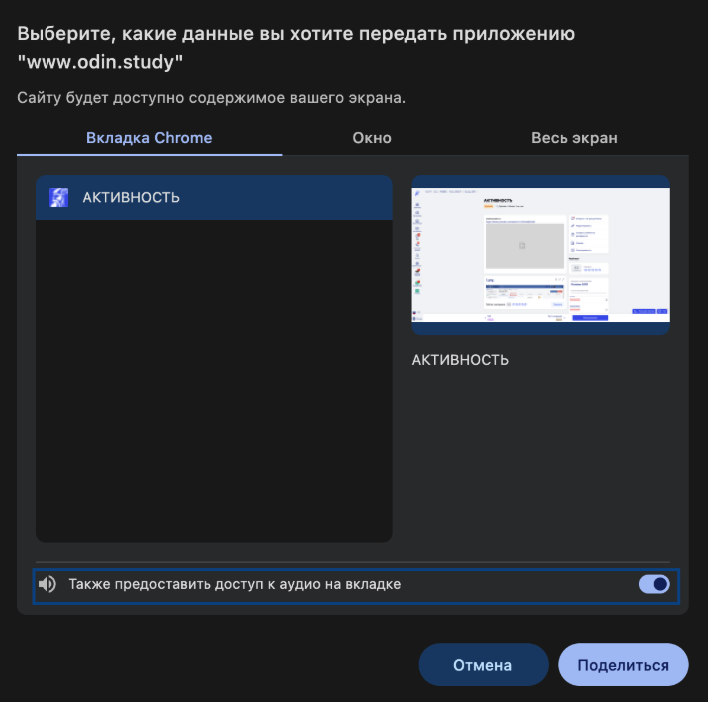 Выберите, какие данные вы хотите передать приложению
"www.odin.study"
Сайту будет доступно содержимое вашего экрана.
Вкладка Chrome
Окно
Весь экран
АКТИВНОСТЬ
АКТИВНОСТЬ
АКТИВНОСТЬ
Также предоставить доступ к аудио на вкладке
Отмена
Поделиться